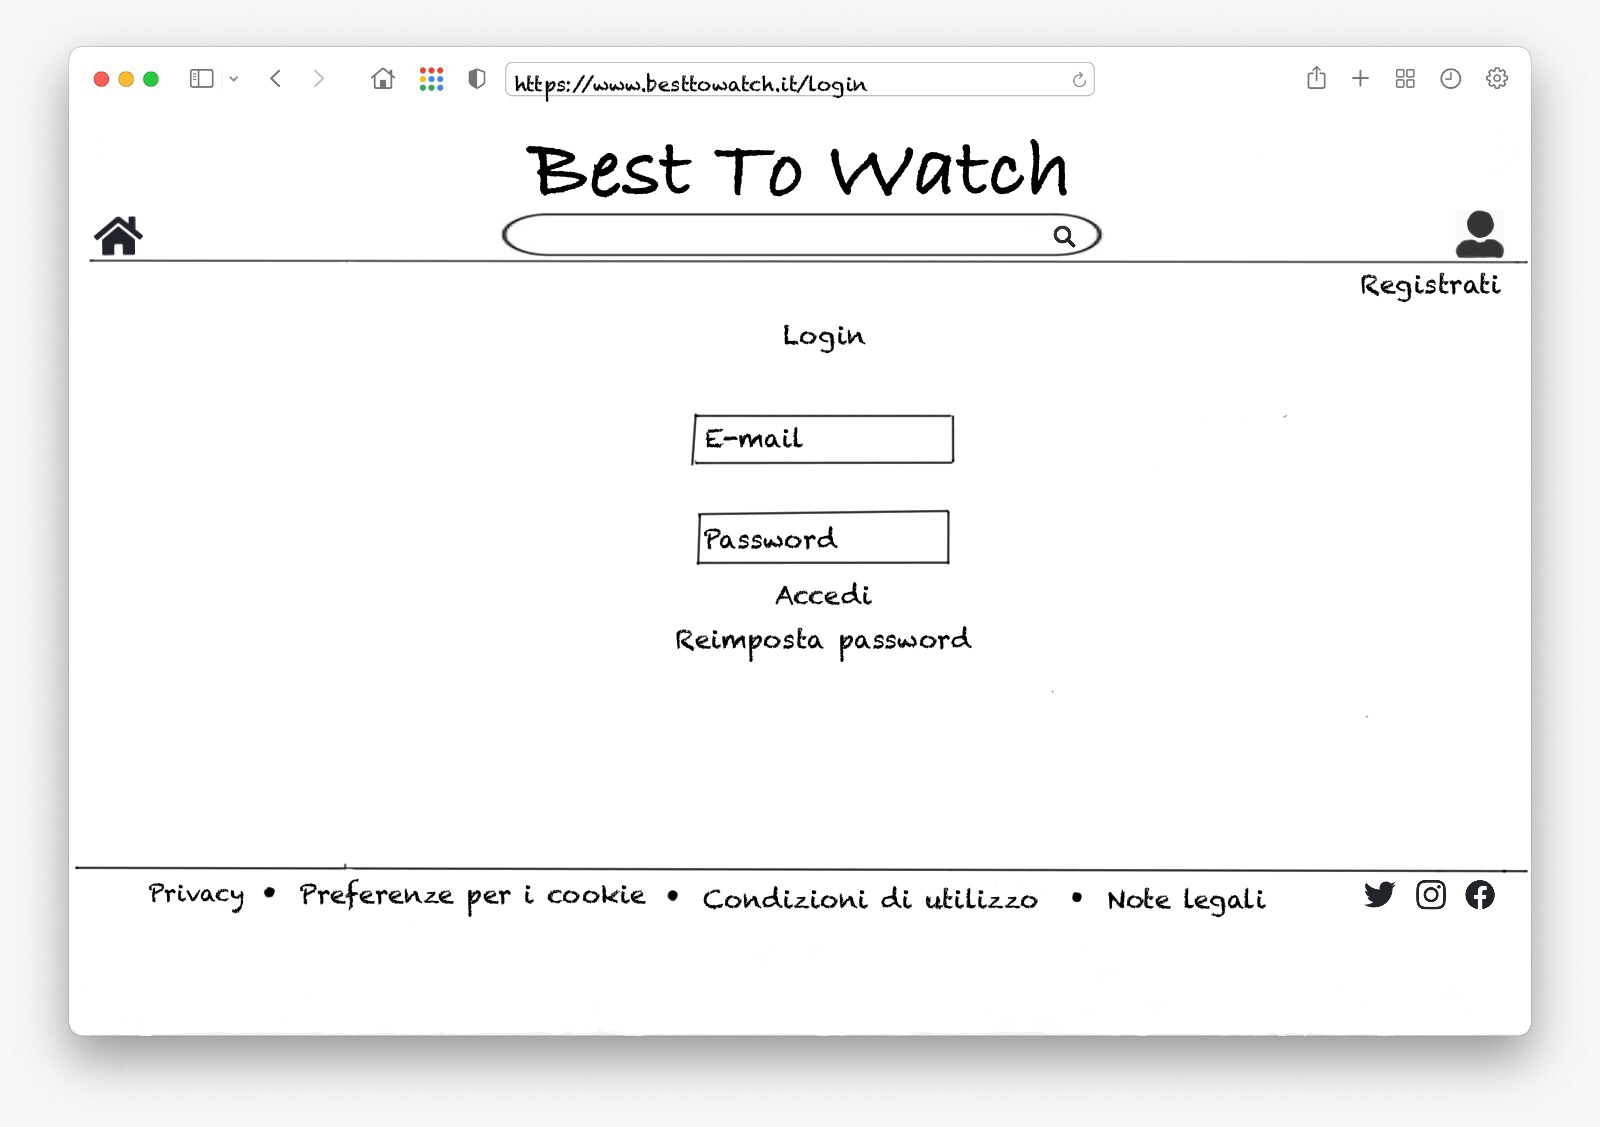 https://www.besttowatch.it/login
Best To Watch
Registrati
Login
E-mail
Password
Accedi
Reimposta password
Privacy • Preferenze per i cookie • Condizioni di utilizzo • Note legali